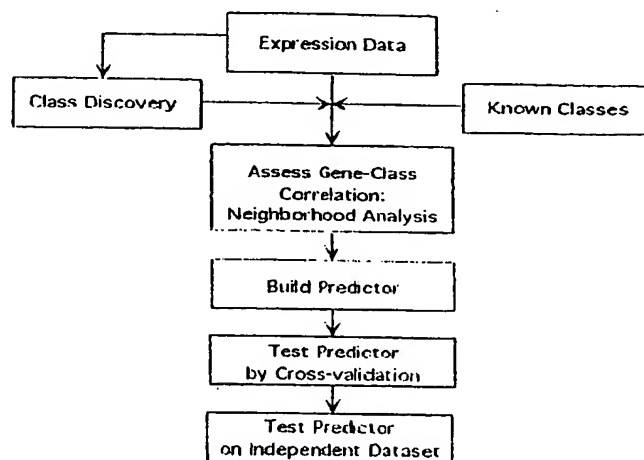 Expression Data
Class Discovery
Known Classes
Assess Gene-Class
Correlation:
Neighborhood Analysis
Build Predictor
Test Predictor
by Cross-validation
Test Predictor
on Independent Dataset